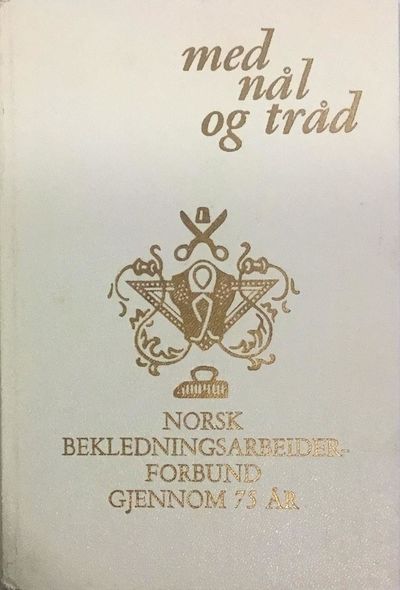 med
nål
og tråd
NORSK
BEKLEDNINGSARBEIDER-
FORBUND
GJENNOM 75 ÅR